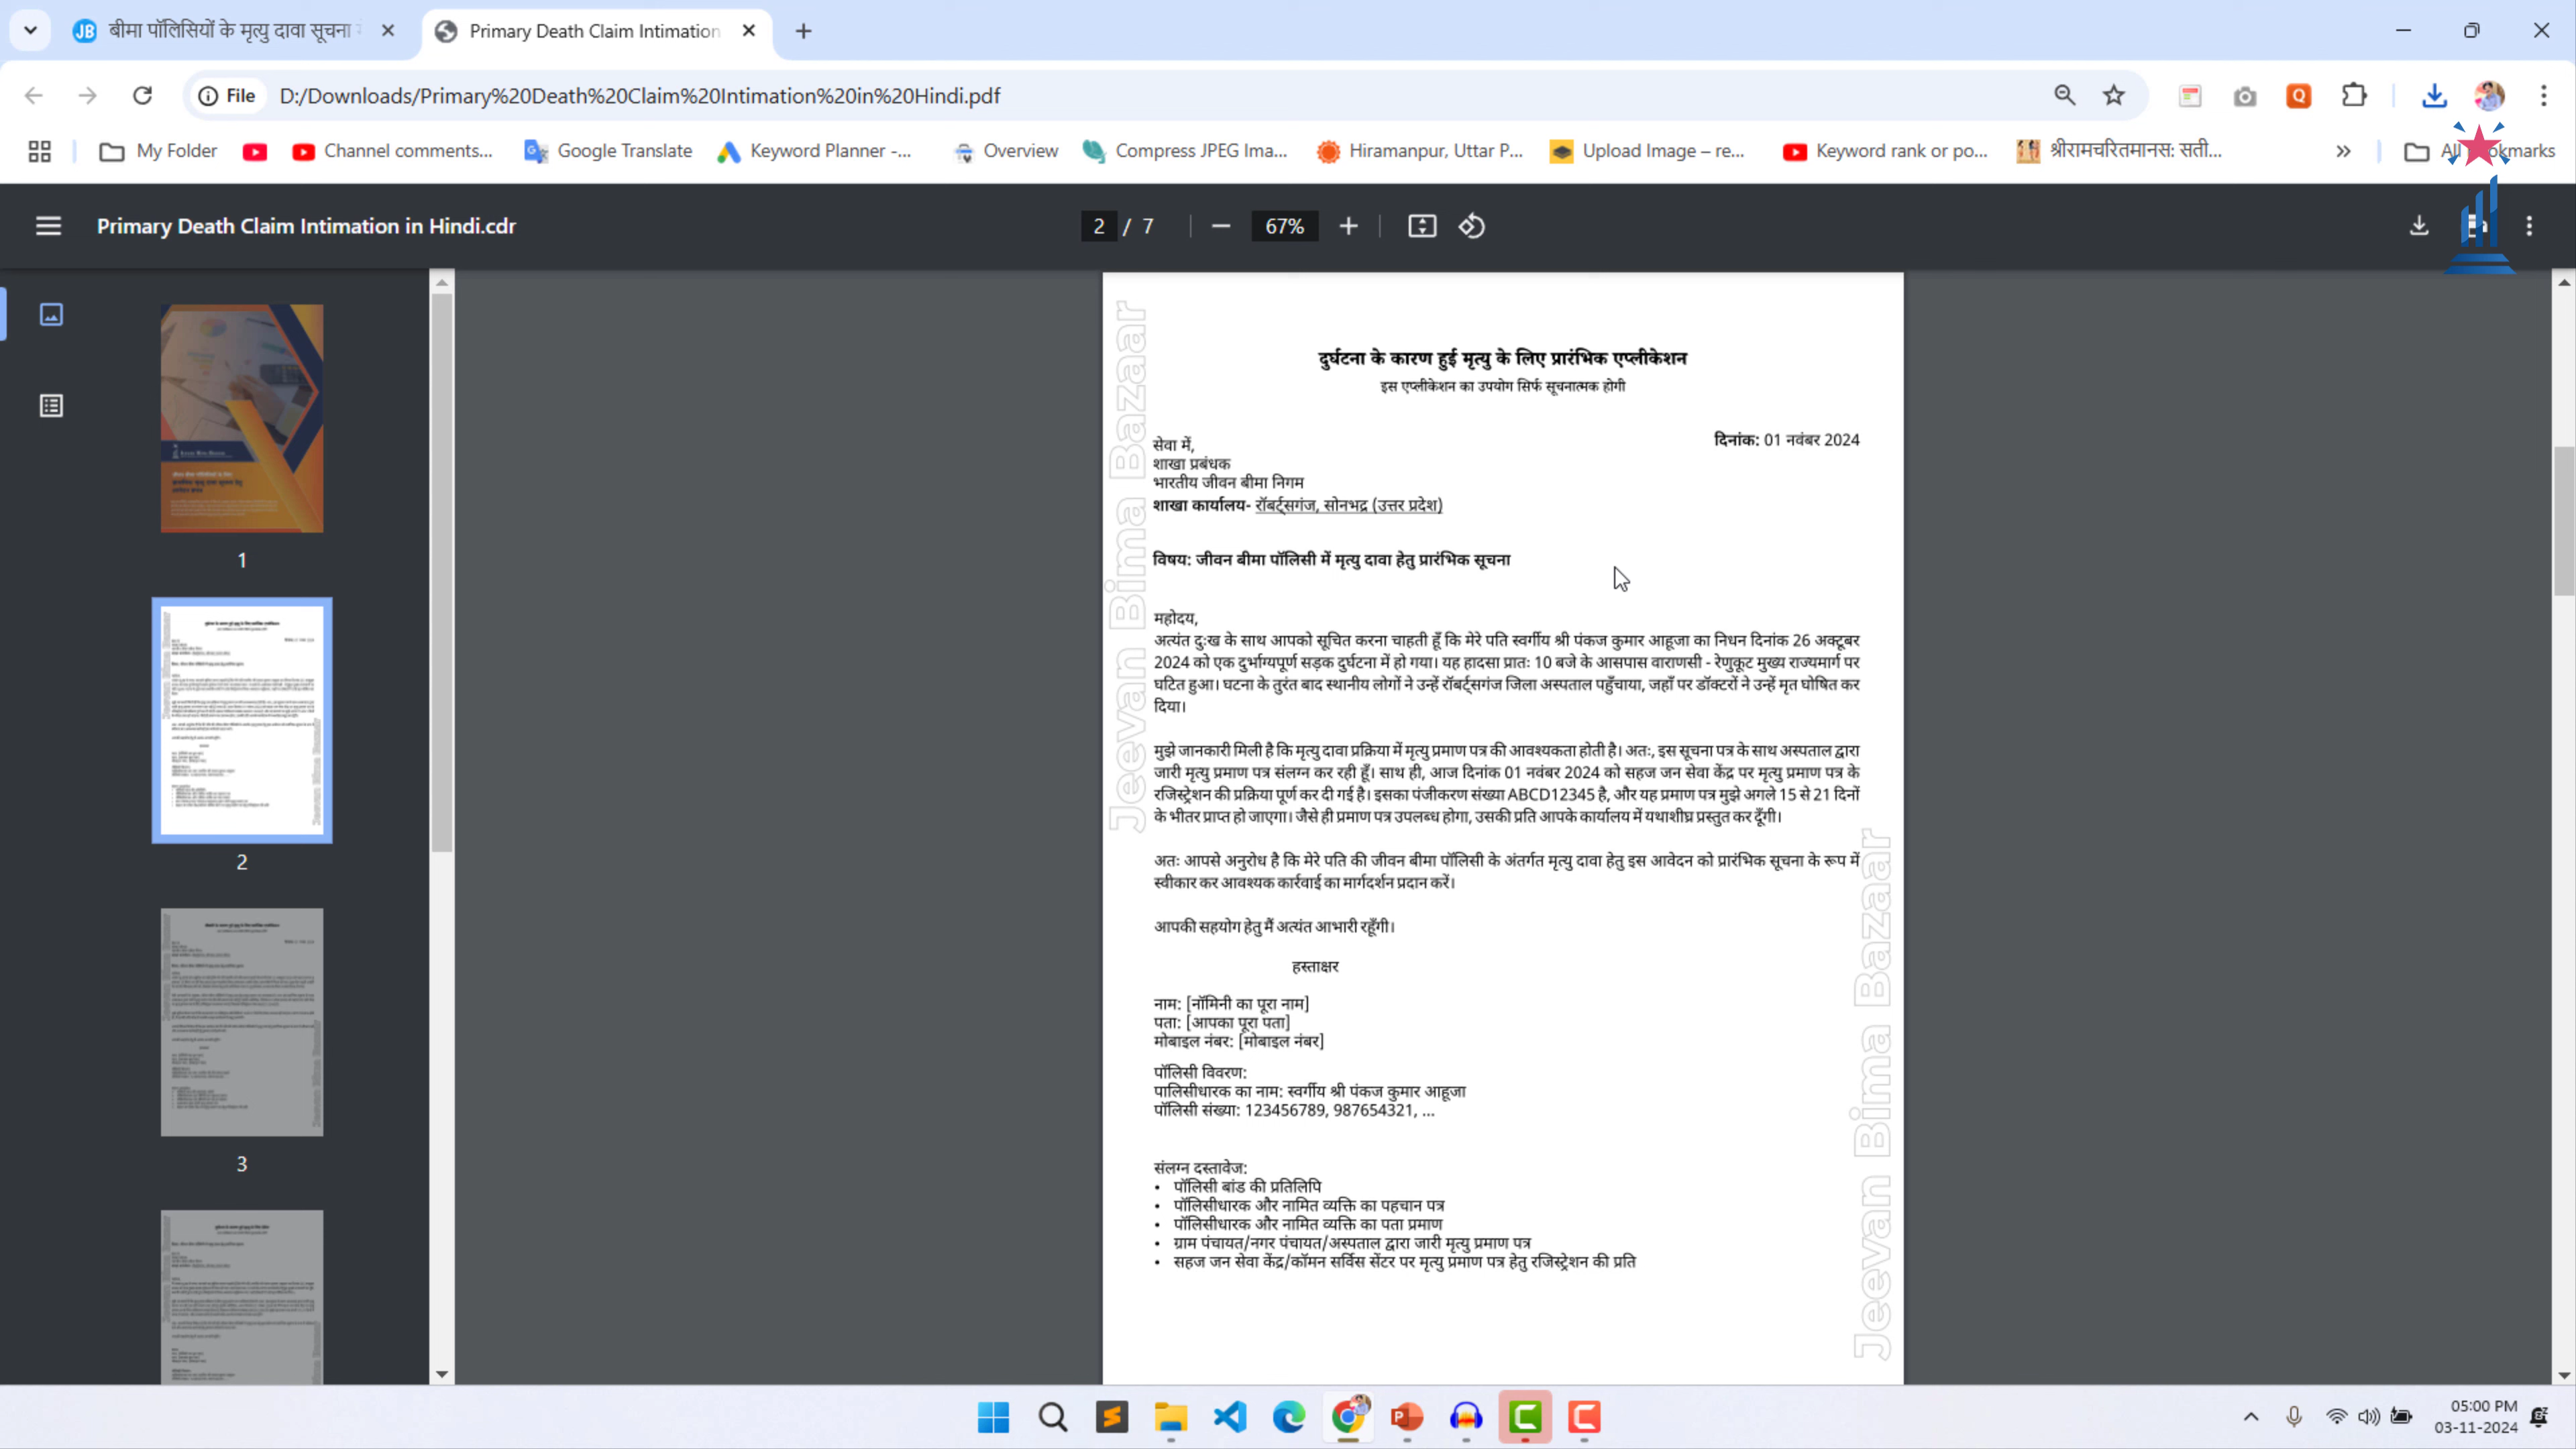 बीमा पॉलिसियों के मृत्यु दावा सूचना
Primary Death Claim Intimation
File
D:/Downloads/Primary%20Death%20Claim%20Intimation%20in%20Hindi.pdf
My Folder
Channel comments...
Google Translate
Keyword Planner -...
Overview
Compress JPEG Ima...
Hiramanpur, Uttar P...
Upload Image – re...
Keyword rank or po...
श्रीरामचरितमानस: सती...
All Bookmarks
Primary Death Claim Intimation in Hindi.cdr
2 / 7
67%
1
2
3
Jeevan Bima Bazaar
दुर्घटना के कारण हुई मृत्यु के लिए प्रारंभिक एप्लीकेशन
इस एप्लीकेशन का उपयोग सिर्फ सूचनात्मक होगी
दिनांक: 01 नवंबर 2024
सेवा में,
शाखा प्रबंधक
भारतीय जीवन बीमा निगम
शाखा कार्यालय- रॉबर्ट्सगंज, सोनभद्र (उत्तर प्रदेश)
विषय: जीवन बीमा पॉलिसी में मृत्यु दावा हेतु प्रारंभिक सूचना
महोदय,
अत्यंत दुःख के साथ आपको सूचित करना चाहती हूँ कि मेरे पति स्वर्गीय श्री पंकज कुमार आहूजा का निधन दिनांक 26 अक्टूबर
2024 को एक दुर्भाग्यपूर्ण सड़क दुर्घटना में हो गया। यह हादसा प्रातः 10 बजे के आसपास वाराणसी - रेणुकूट मुख्य राज्यमार्ग पर
घटित हुआ। घटना के तुरंत बाद स्थानीय लोगों ने उन्हें रॉबर्ट्सगंज जिला अस्पताल पहुँचाया, जहाँ पर डॉक्टरों ने उन्हें मृत घोषित कर
दिया।
मुझे जानकारी मिली है कि मृत्यु दावा प्रक्रिया में मृत्यु प्रमाण पत्र की आवश्यकता होती है। अतः, इस सूचना पत्र के साथ अस्पताल द्वारा
जारी मृत्यु प्रमाण पत्र संलग्न कर रही हूँ। साथ ही, आज दिनांक 01 नवंबर 2024 को सहज जन सेवा केंद्र पर मृत्यु प्रमाण पत्र के
रजिस्ट्रेशन की प्रक्रिया पूर्ण कर दी गई है। इसका पंजीकरण संख्या ABCD12345 है, और यह प्रमाण पत्र मुझे अगले 15 से 21 दिनों
के भीतर प्राप्त हो जाएगा। जैसे ही प्रमाण पत्र उपलब्ध होगा, उसकी प्रति आपके कार्यालय में यथाशीघ्र प्रस्तुत कर दूँगी।
अतः आपसे अनुरोध है कि मेरे पति की जीवन बीमा पॉलिसी के अंतर्गत मृत्यु दावा हेतु इस आवेदन को प्रारंभिक सूचना के रूप में
स्वीकार कर आवश्यक कार्रवाई का मार्गदर्शन प्रदान करें।
आपकी सहयोग हेतु मैं अत्यंत आभारी रहूँगी।
हस्ताक्षर
नाम: [नॉमिनी का पूरा नाम]
पता: [आपका पूरा पता]
मोबाइल नंबर: [मोबाइल नंबर]
पॉलिसी विवरण:
पालिसीधारक का नाम: स्वर्गीय श्री पंकज कुमार आहूजा
पॉलिसी संख्या: 123456789, 987654321, ...
संलग्न दस्तावेज:
• पॉलिसी बांड की प्रतिलिपि
• पॉलिसीधारक और नामित व्यक्ति का पहचान पत्र
• पॉलिसीधारक और नामित व्यक्ति का पता प्रमाण
• ग्राम पंचायत/नगर पंचायत/अस्पताल द्वारा जारी मृत्यु प्रमाण पत्र
• सहज जन सेवा केंद्र/कॉमन सर्विस सेंटर पर मृत्यु प्रमाण पत्र हेतु रजिस्ट्रेशन की प्रति
Jeevan Bima Bazaar
05:00 PM
03-11-2024